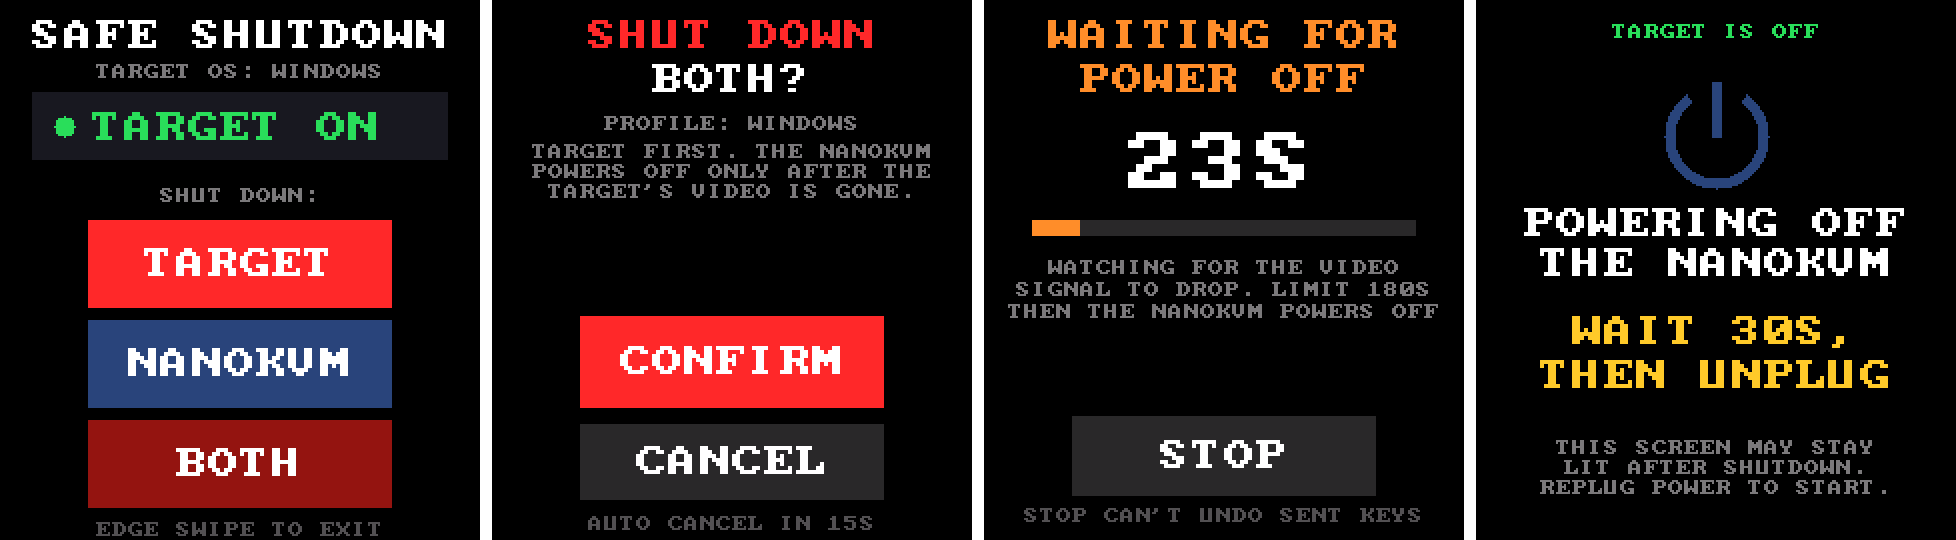 SAFE SHUTDOWN
TARGET OS: WINDOWS
TARGET ON
SHUT DOWN:
TARGET
NANOKVM
BOTH
EDGE SWIPE TO EXIT
SHUT DOWN
BOTH?
PROFILE: WINDOWS
TARGET FIRST. THE NANOKVM
POWERS OFF ONLY AFTER THE
TARGET'S VIDEO IS GONE.
CONFIRM
CANCEL
AUTO CANCEL IN 15S
WAITING FOR
POWER OFF
23S
WATCHING FOR THE VIDEO
SIGNAL TO DROP. LIMIT 180S
THEN THE NANOKVM POWERS OFF
STOP
STOP CAN'T UNDO SENT KEYS
TARGET IS OFF
POWERING OFF
THE NANOKVM
WAIT 30S,
THEN UNPLUG
THIS SCREEN MAY STAY
LIT AFTER SHUTDOWN.
REPLUG POWER TO START.